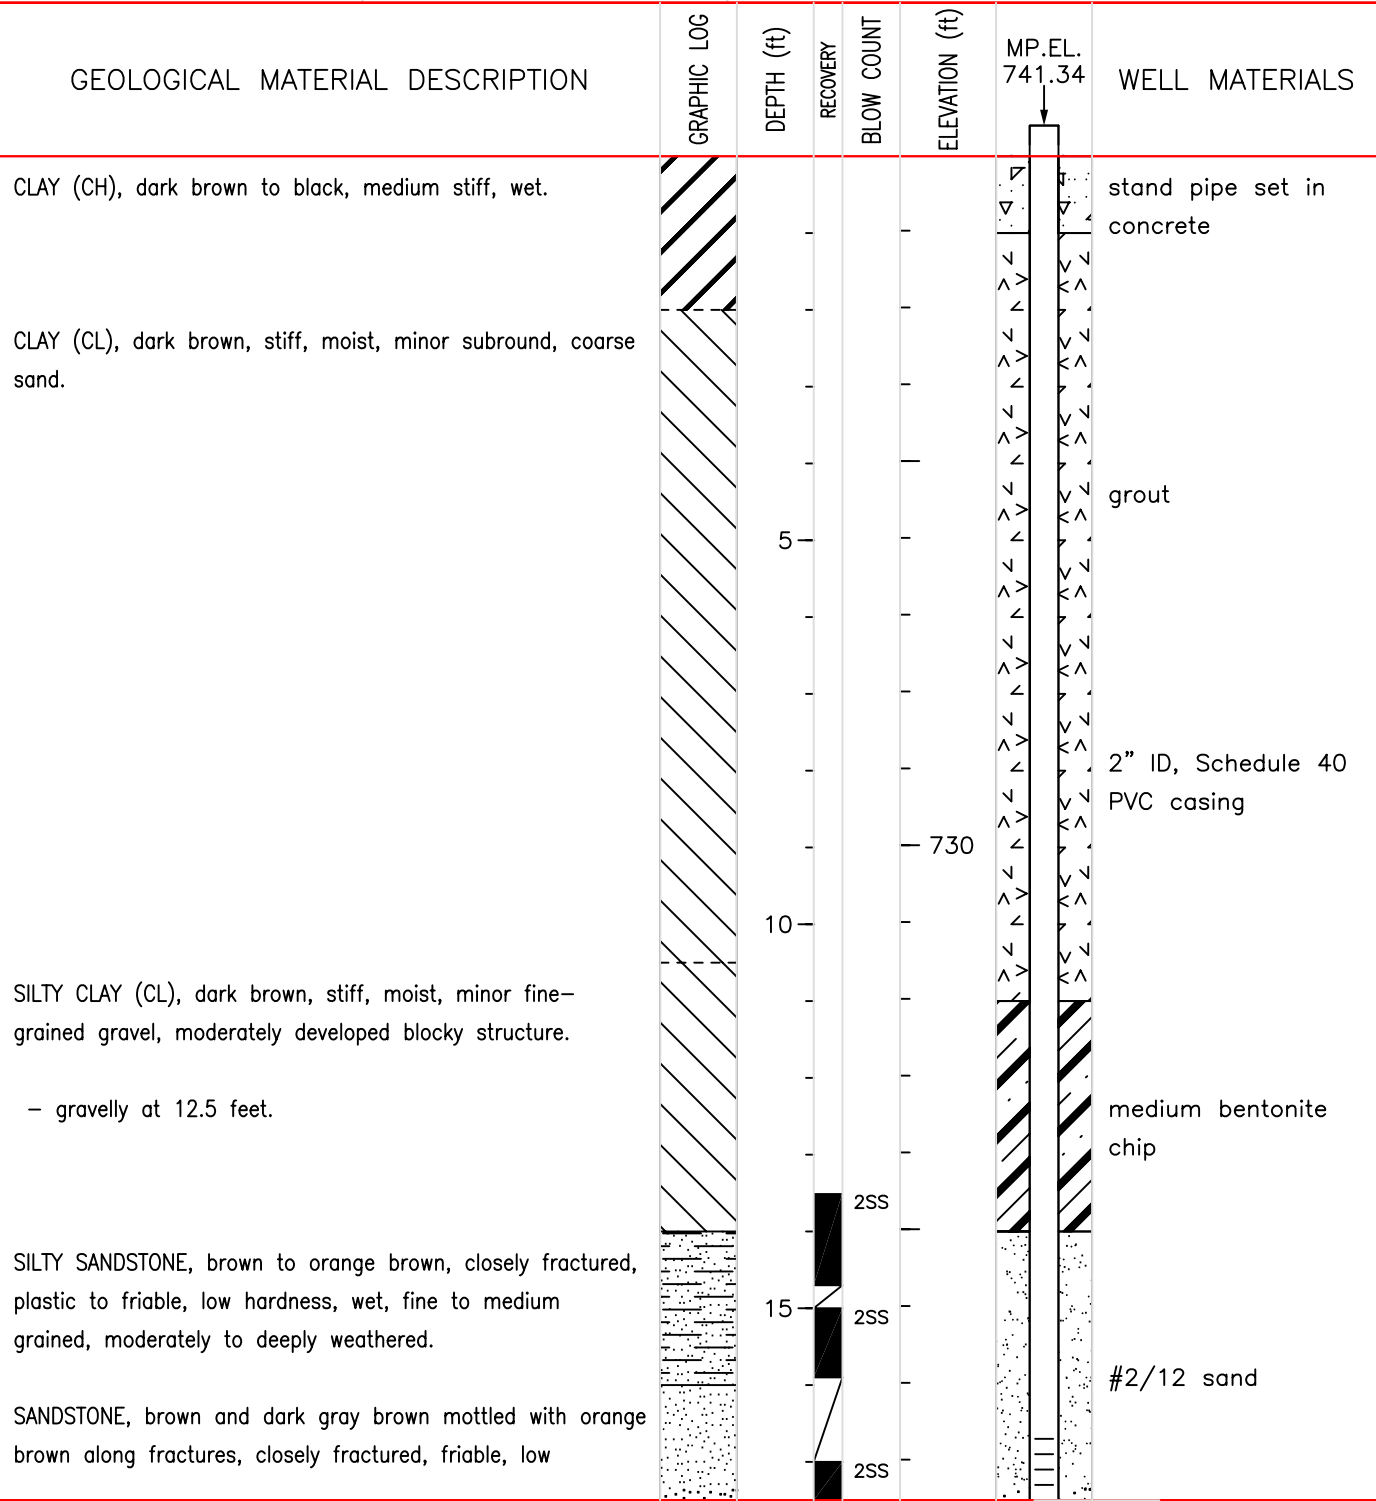 GEOLOGICAL MATERIAL DESCRIPTION
GRAPHIC LOG
DEPTH (ft)
RECOVERY
BLOW COUNT
ELEVATION (ft)
MP.EL.
741.34
WELL MATERIALS
CLAY (CH), dark brown to black, medium stiff, wet.
stand pipe set in
concrete
CLAY (CL), dark brown, stiff, moist, minor subround, coarse
sand.
grout
5
2" ID, Schedule 40
PVC casing
730
10
SILTY CLAY (CL), dark brown, stiff, moist, minor fine-
grained gravel, moderately developed blocky structure.
- gravelly at 12.5 feet.
medium bentonite
chip
2SS
SILTY SANDSTONE, brown to orange brown, closely fractured,
plastic to friable, low hardness, wet, fine to medium
grained, moderately to deeply weathered.
15
2SS
#2/12 sand
SANDSTONE, brown and dark gray brown mottled with orange
brown along fractures, closely fractured, friable, low
2SS